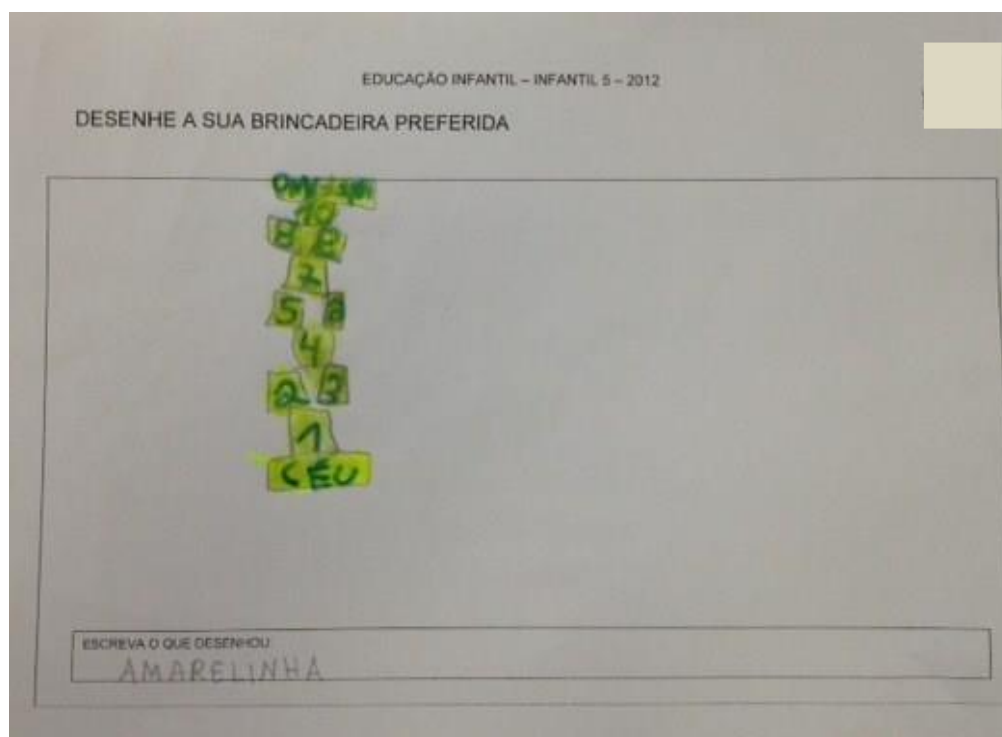 EDUCAÇÃO INFANTIL – INFANTIL 5 – 2012
DESENHE A SUA BRINCADEIRA PREFERIDA
10
8
7
5
4
2 3
1
CÉU
ESCREVA O QUE DESENHOU
AMARELINHA